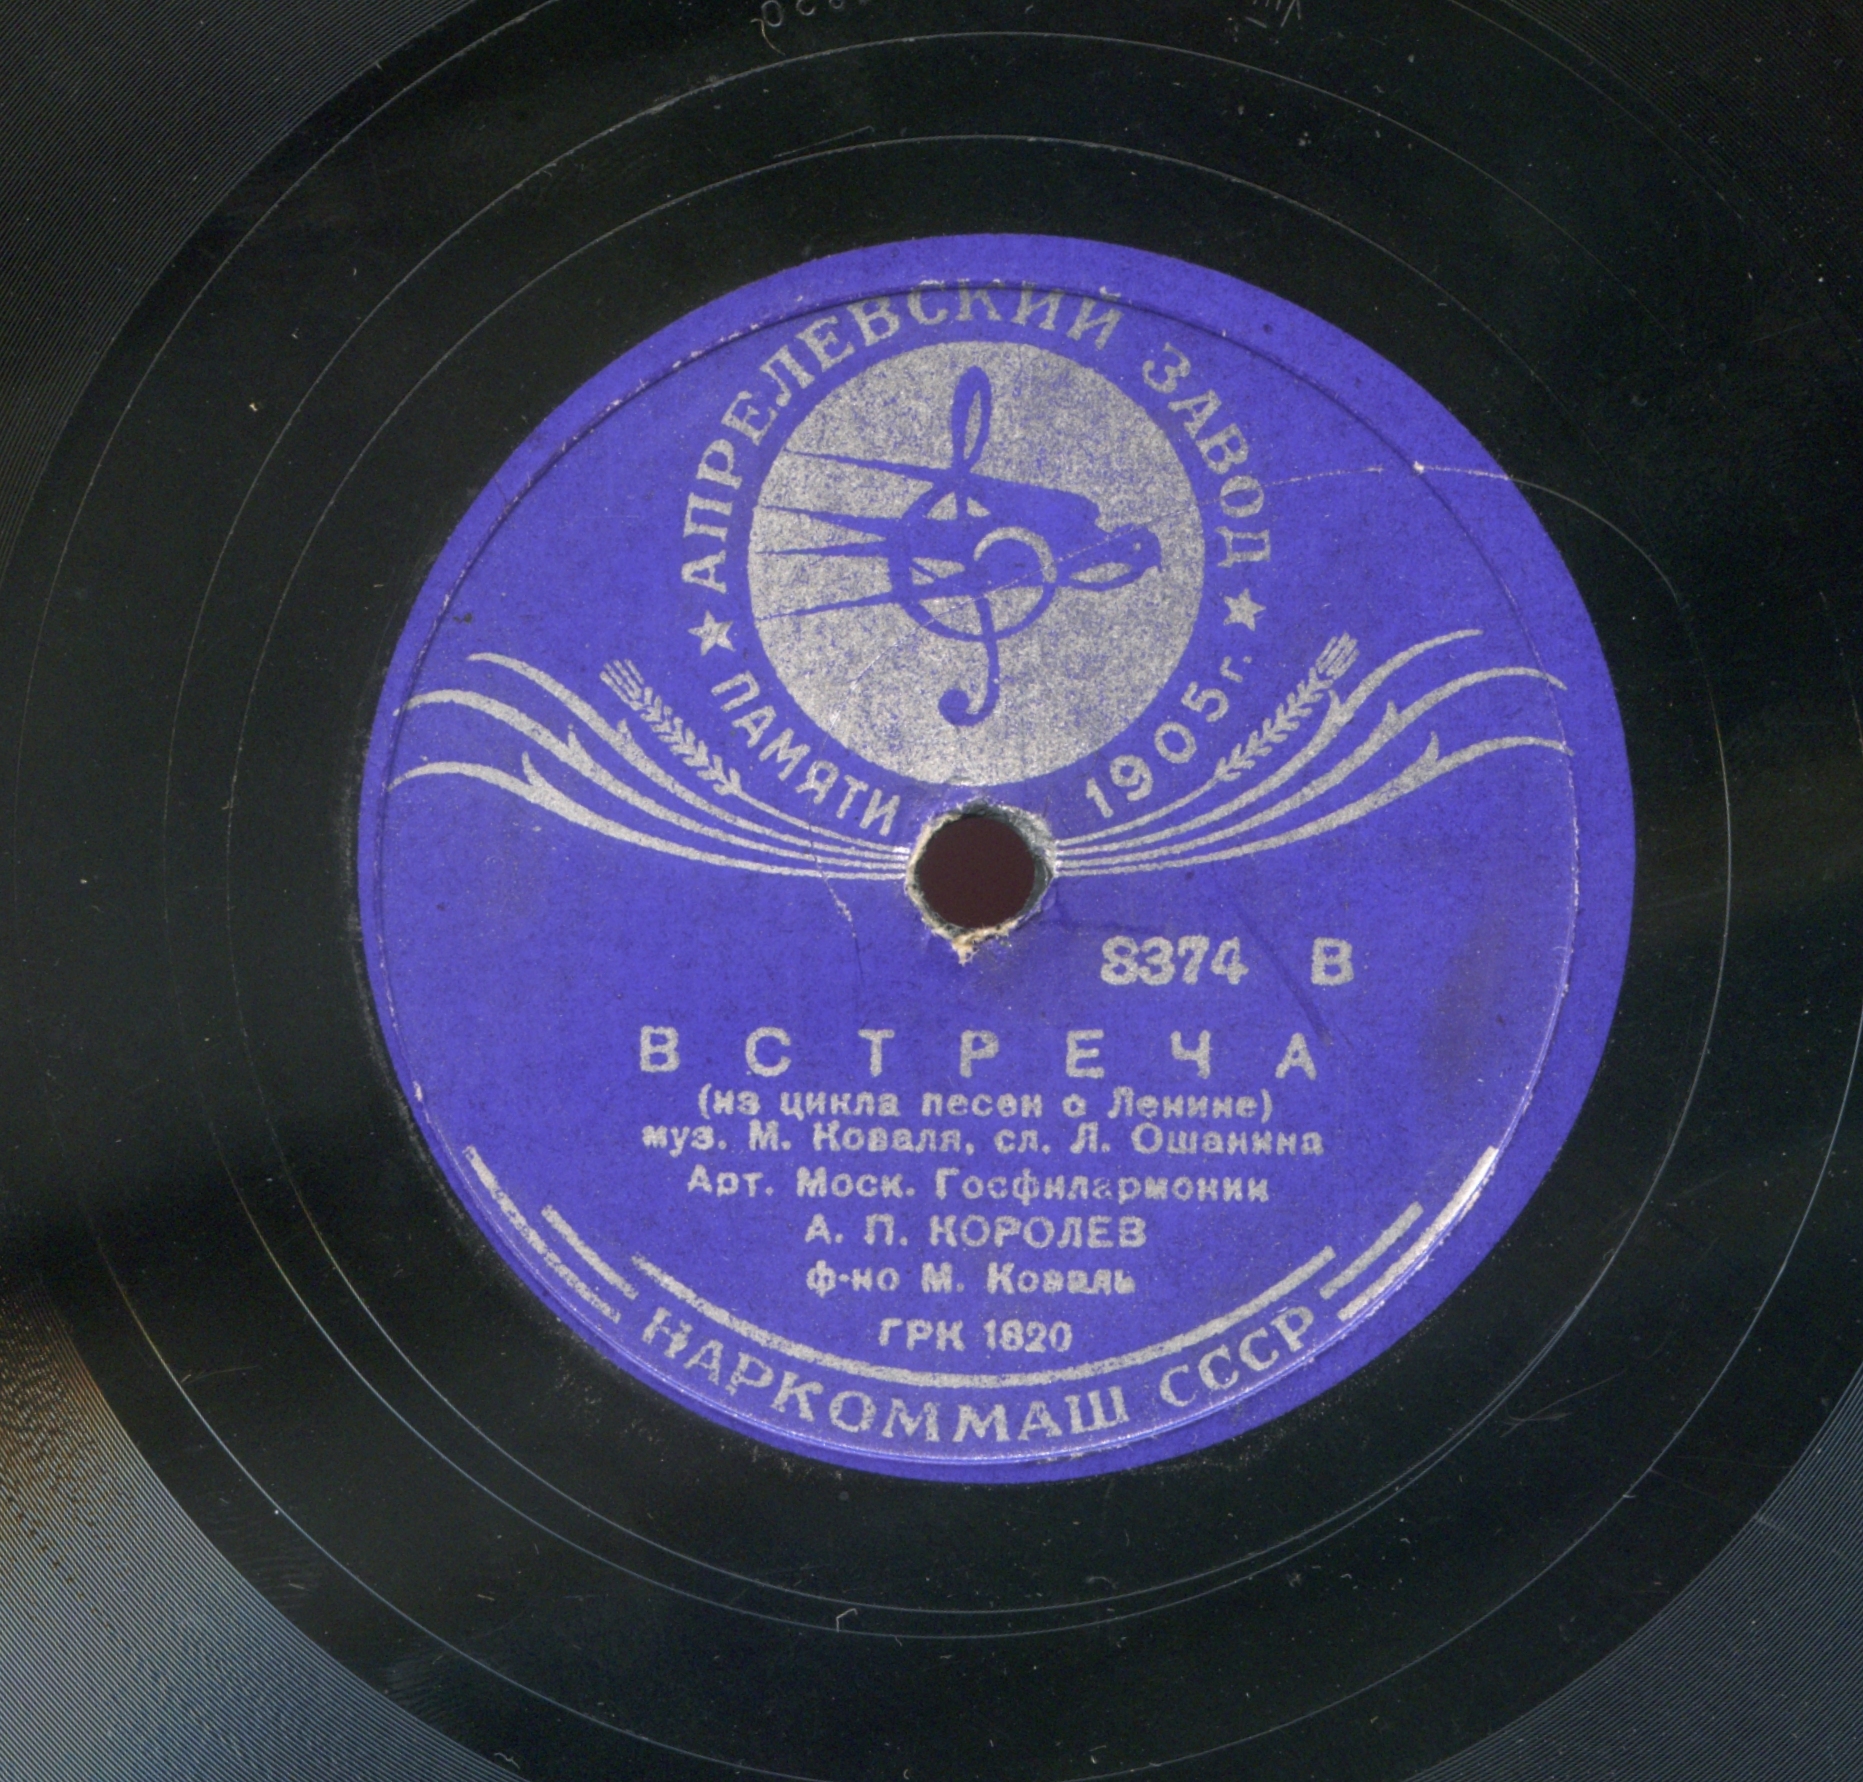 АПРЕЛЕВСКИЙ ЗАВОД
ПАМЯТИ 1905 г.
8374 В
ВСТРЕЧА
(из цикла песен о Ленине)
муз. М. Коваля, сл. Л. Ошанина
Арт. Моск. Госфилармонии
А. П. КОРОЛЕВ
ф-но М. Коваль
ГРК 1820
НАРКОММАШ СССР